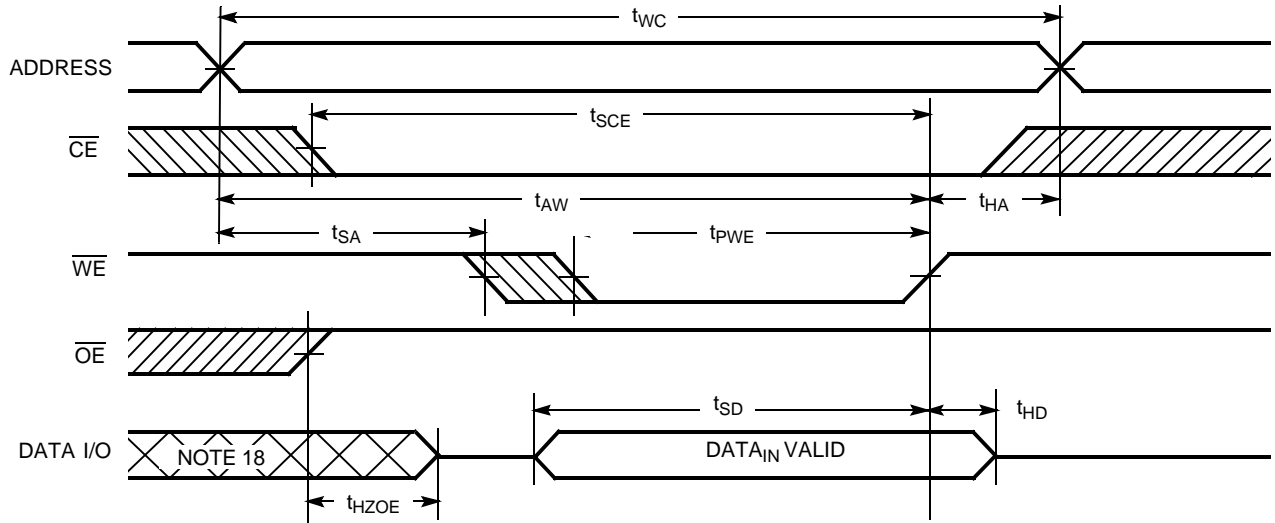 tWC
ADDRESS
tSCE
CE
tAW
tHA
tSA
tPWE
WE
OE
tSD
tHD
DATA I/O
NOTE 18
DATAIN VALID
tHZOE